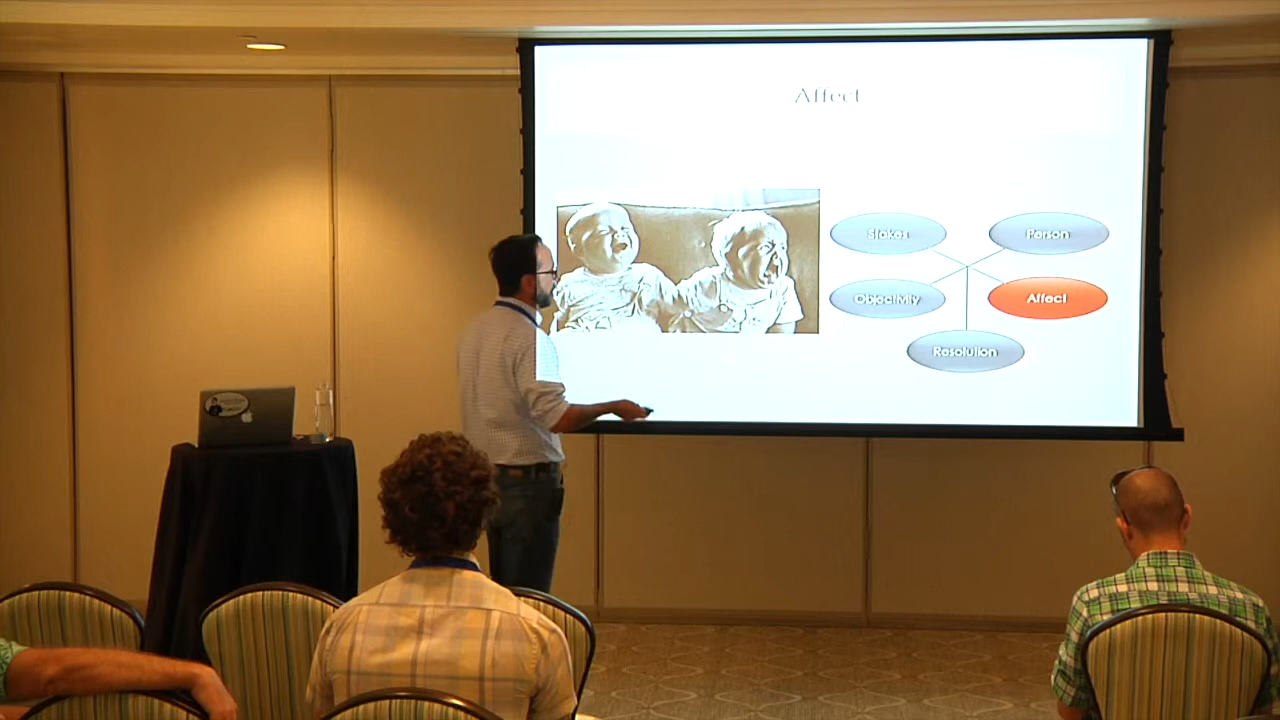 Affect
Stakes
Person
Objectivity
Affect
Resolution